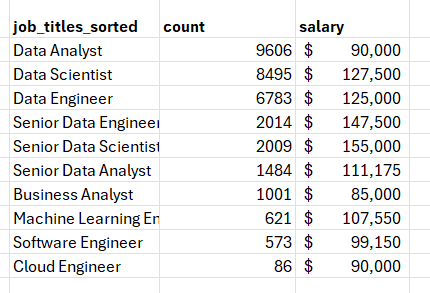 job_titles_sorted count salary
Data Analyst 9606 $ 90,000
Data Scientist 8495 $ 127,500
Data Engineer 6783 $ 125,000
Senior Data Engineer 2014 $ 147,500
Senior Data Scientist 2009 $ 155,000
Senior Data Analyst 1484 $ 111,175
Business Analyst 1001 $ 85,000
Machine Learning En 621 $ 107,550
Software Engineer 573 $ 99,150
Cloud Engineer 86 $ 90,000